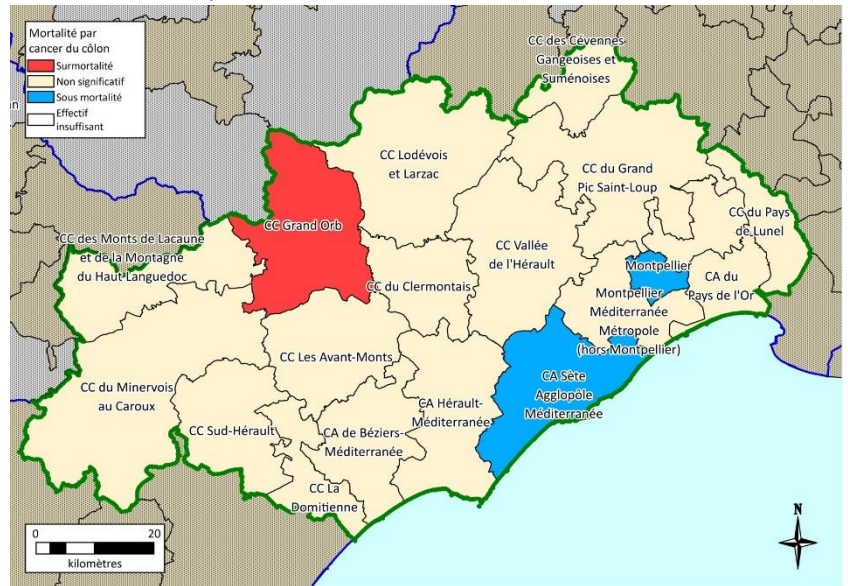 Mortalité par
cancer du côlon
Surmortalité
Non significatif
Sous mortalité
Effectif
insuffisant
CC des Cévennes
Gangeoises et
Suménoises
CC Lodévois
et Larzac
CC du Grand
Pic Saint-Loup
CC Grand Orb
CC du Pays
de Lunel
CC des Monts de Lacaune
et de la Montagne
du Haut Languedoc
CC Vallée
de l'Hérault
Montpellier
CC du Clermontais
CA du
Pays de l'Or
Montpellier
Méditerranée
Métropole
(hors Montpellier)
CC Les Avant-Monts
CC du Minervois
au Caroux
CA Sète
Agglopôle
Méditerranée
CA Hérault-
Méditerranée
CC Sud-Hérault
CA de Béziers-
Méditerranée
CC La
Domitienne
0 20
kilomètres
N